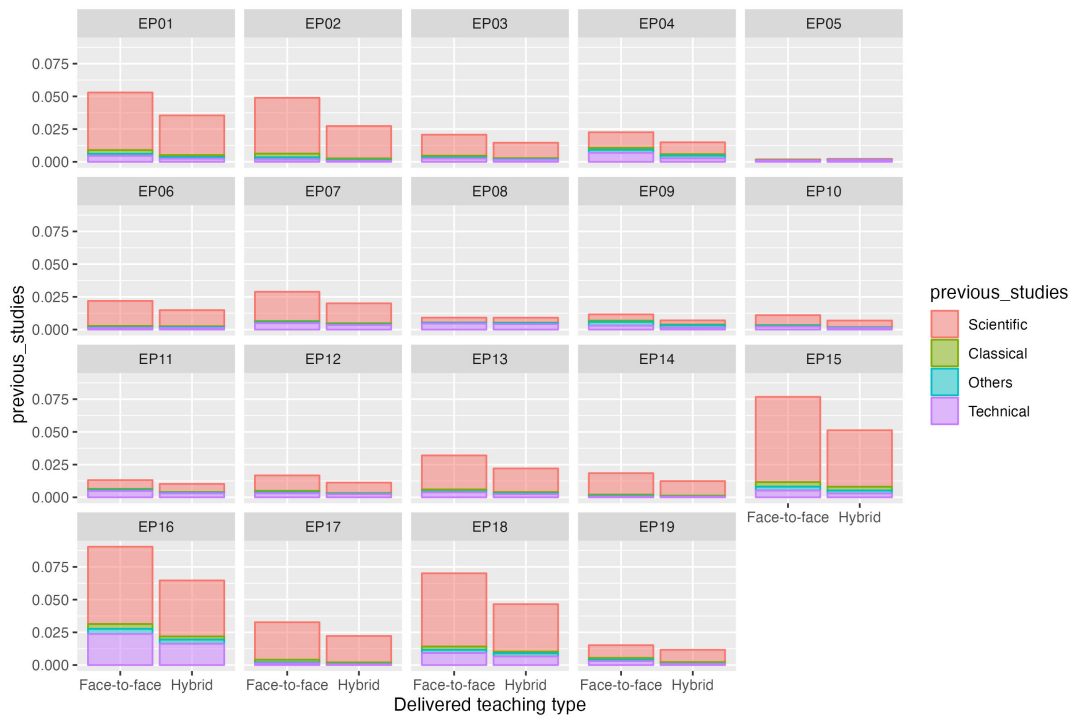 EP01 EP02 EP03 EP04 EP05
0.075
0.050
0.025
0.000
EP06 EP07 EP08 EP09 EP10
0.075
0.050
0.025
0.000
EP11 EP12 EP13 EP14 EP15
0.075
0.050
0.025
0.000
Face-to-face Hybrid
EP16 EP17 EP18 EP19
0.075
0.050
0.025
0.000
Face-to-face Hybrid Face-to-face Hybrid Face-to-face Hybrid Face-to-face Hybrid
Delivered teaching type
previous_studies
previous_studies
Scientific
Classical
Others
Technical